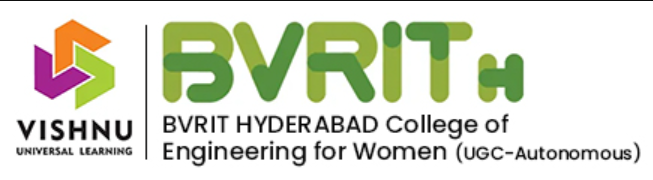 VISHNU
UNIVERSAL LEARNING
BVRIT H
BVRIT HYDERABAD College of
Engineering for Women (UGC-Autonomous)